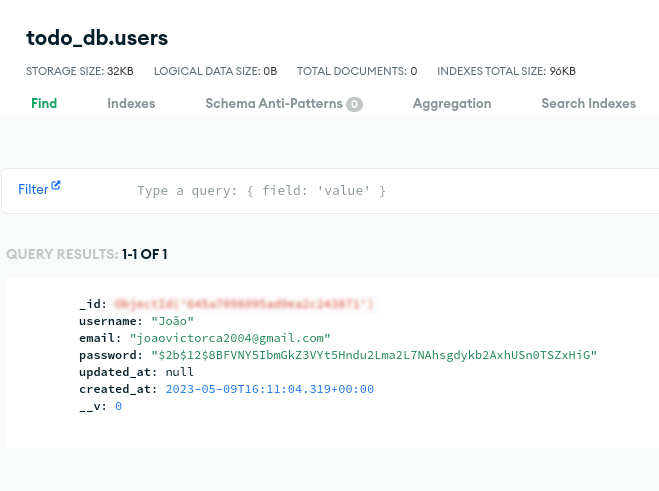 todo_db.users
STORAGE SIZE: 32KB LOGICAL DATA SIZE: 0B TOTAL DOCUMENTS: 0 INDEXES TOTAL SIZE: 96KB
Find Indexes Schema Anti-Patterns 0 Aggregation Search Indexes
Filter Type a query: { field: 'value' }
QUERY RESULTS: 1-1 OF 1
_id:
username: "João"
email: "joaovictorca2004@gmail.com"
password: "$2b$12$8BFVNY5IbmGkZ3VYt5Hndu2Lma2L7NAhsgdykb2AxhUSn0TSZxHiG"
updated_at: null
created_at: 2023-05-09T16:11:04.319+00:00
__v: 0